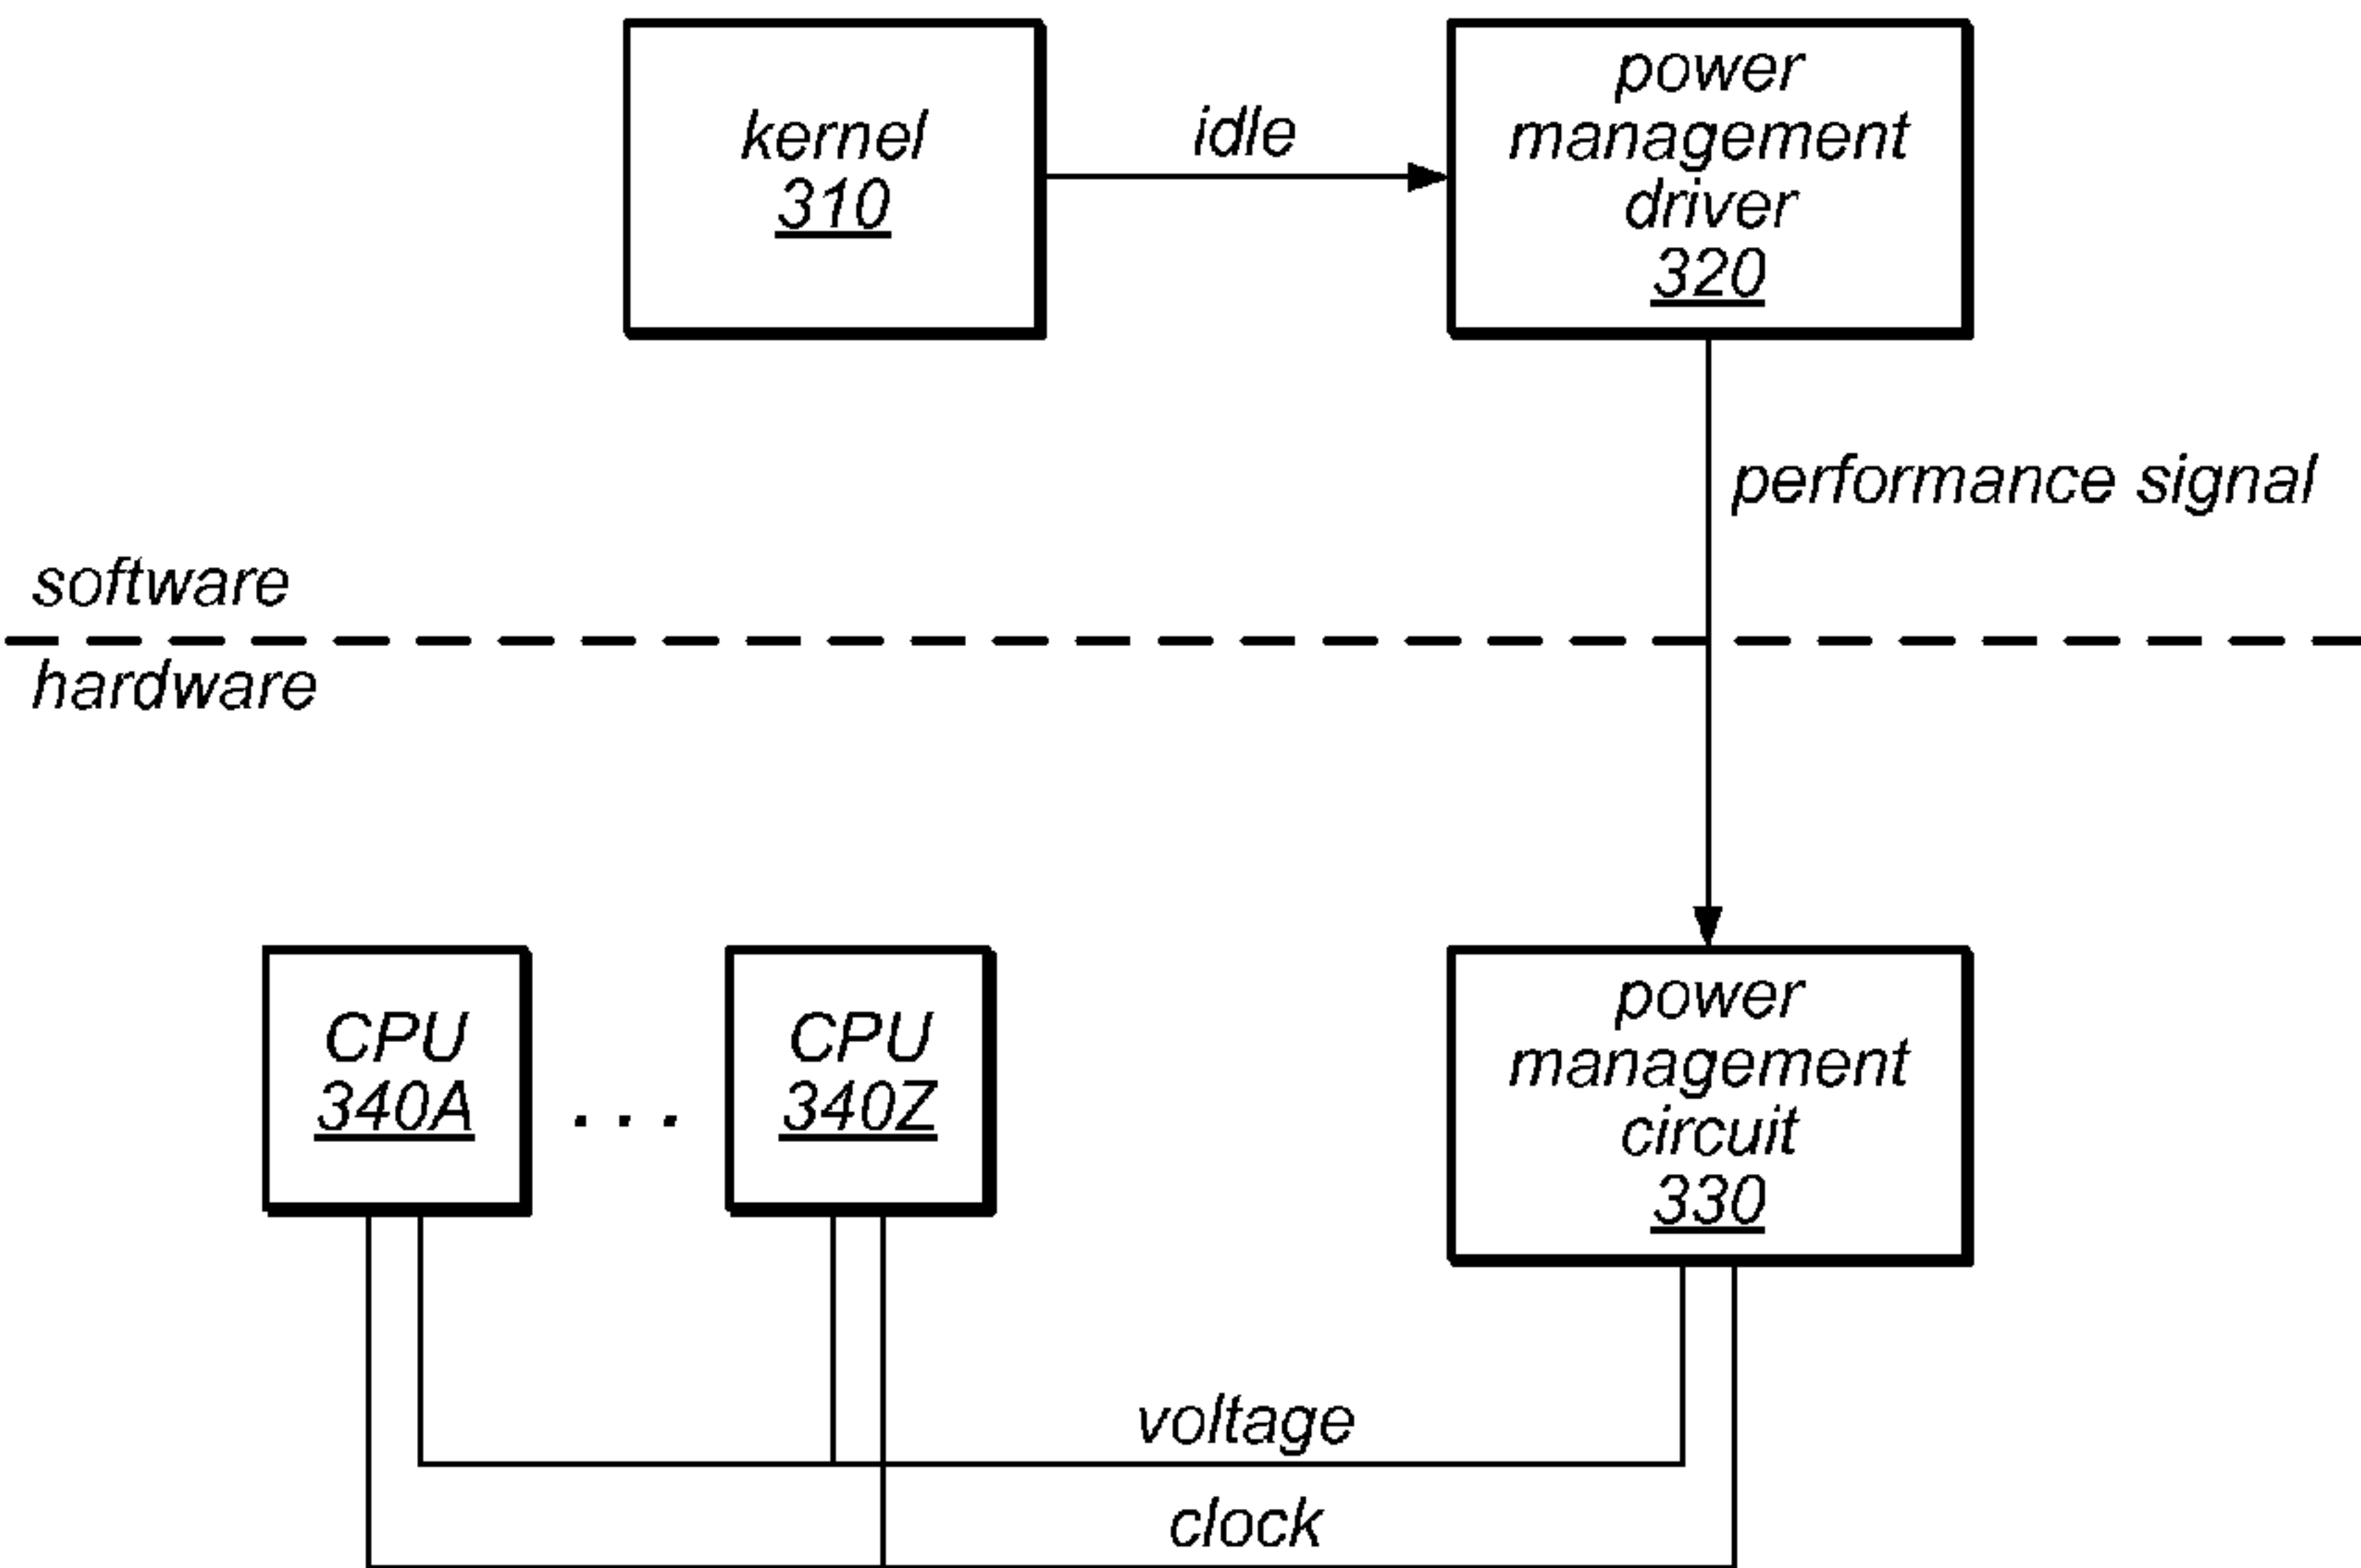 kernel
310
idle
power
management
driver
320
performance signal
software
hardware
CPU
340A
...
CPU
340Z
power
management
circuit
330
voltage
clock